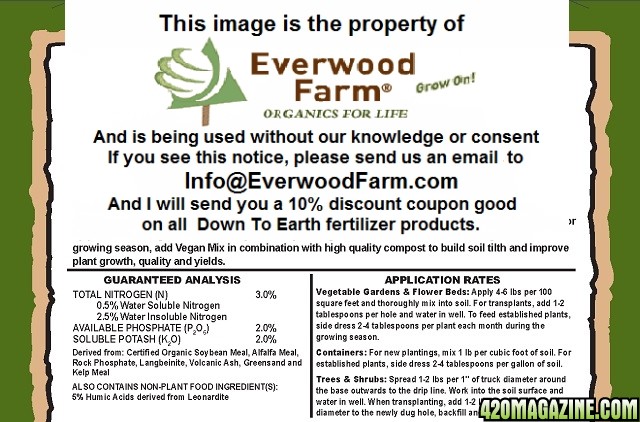 This image is the property of
Everwood
Farm®
Grow On!
ORGANICS FOR LIFE
And is being used without our knowledge or consent
If you see this notice, please send us an email to
Info@EverwoodFarm.com
And I will send you a 10% discount coupon good
on all Down To Earth fertilizer products.
or
growing season, add Vegan Mix in combination with high quality compost to build soil tilth and improve
plant growth, quality and yields.
GUARANTEED ANALYSIS
TOTAL NITROGEN (N) 3.0%
0.5% Water Soluble Nitrogen
2.5% Water Insoluble Nitrogen
AVAILABLE PHOSPHATE (P2O5) 2.0%
SOLUBLE POTASH (K2O) 2.0%
Derived from: Certified Organic Soybean Meal, Alfalfa Meal,
Rock Phosphate, Langbeinite, Volcanic Ash, Greensand and
Kelp Meal
ALSO CONTAINS NON-PLANT FOOD INGREDIENT(S):
5% Humic Acids derived from Leonardite
APPLICATION RATES
Vegetable Gardens & Flower Beds: Apply 4-6 lbs per 100
square feet and thoroughly mix into soil. For transplants, add 1-2
tablespoons per hole and water in well. To feed established plants,
side dress 2-4 tablespoons per plant each month during the
growing season.
Containers: For new plantings, mix 1 lb per cubic foot of soil. For
established plants, side dress 2-4 tablespoons per gallon of soil.
Trees & Shrubs: Spread 1-2 lbs per 1" of truck diameter around
the base outwards to the drip line. Work into the soil surface and
water in well. When transplanting, add 1-2
diameter to the newly dug hole, backfill
420MAGAZINE.COM